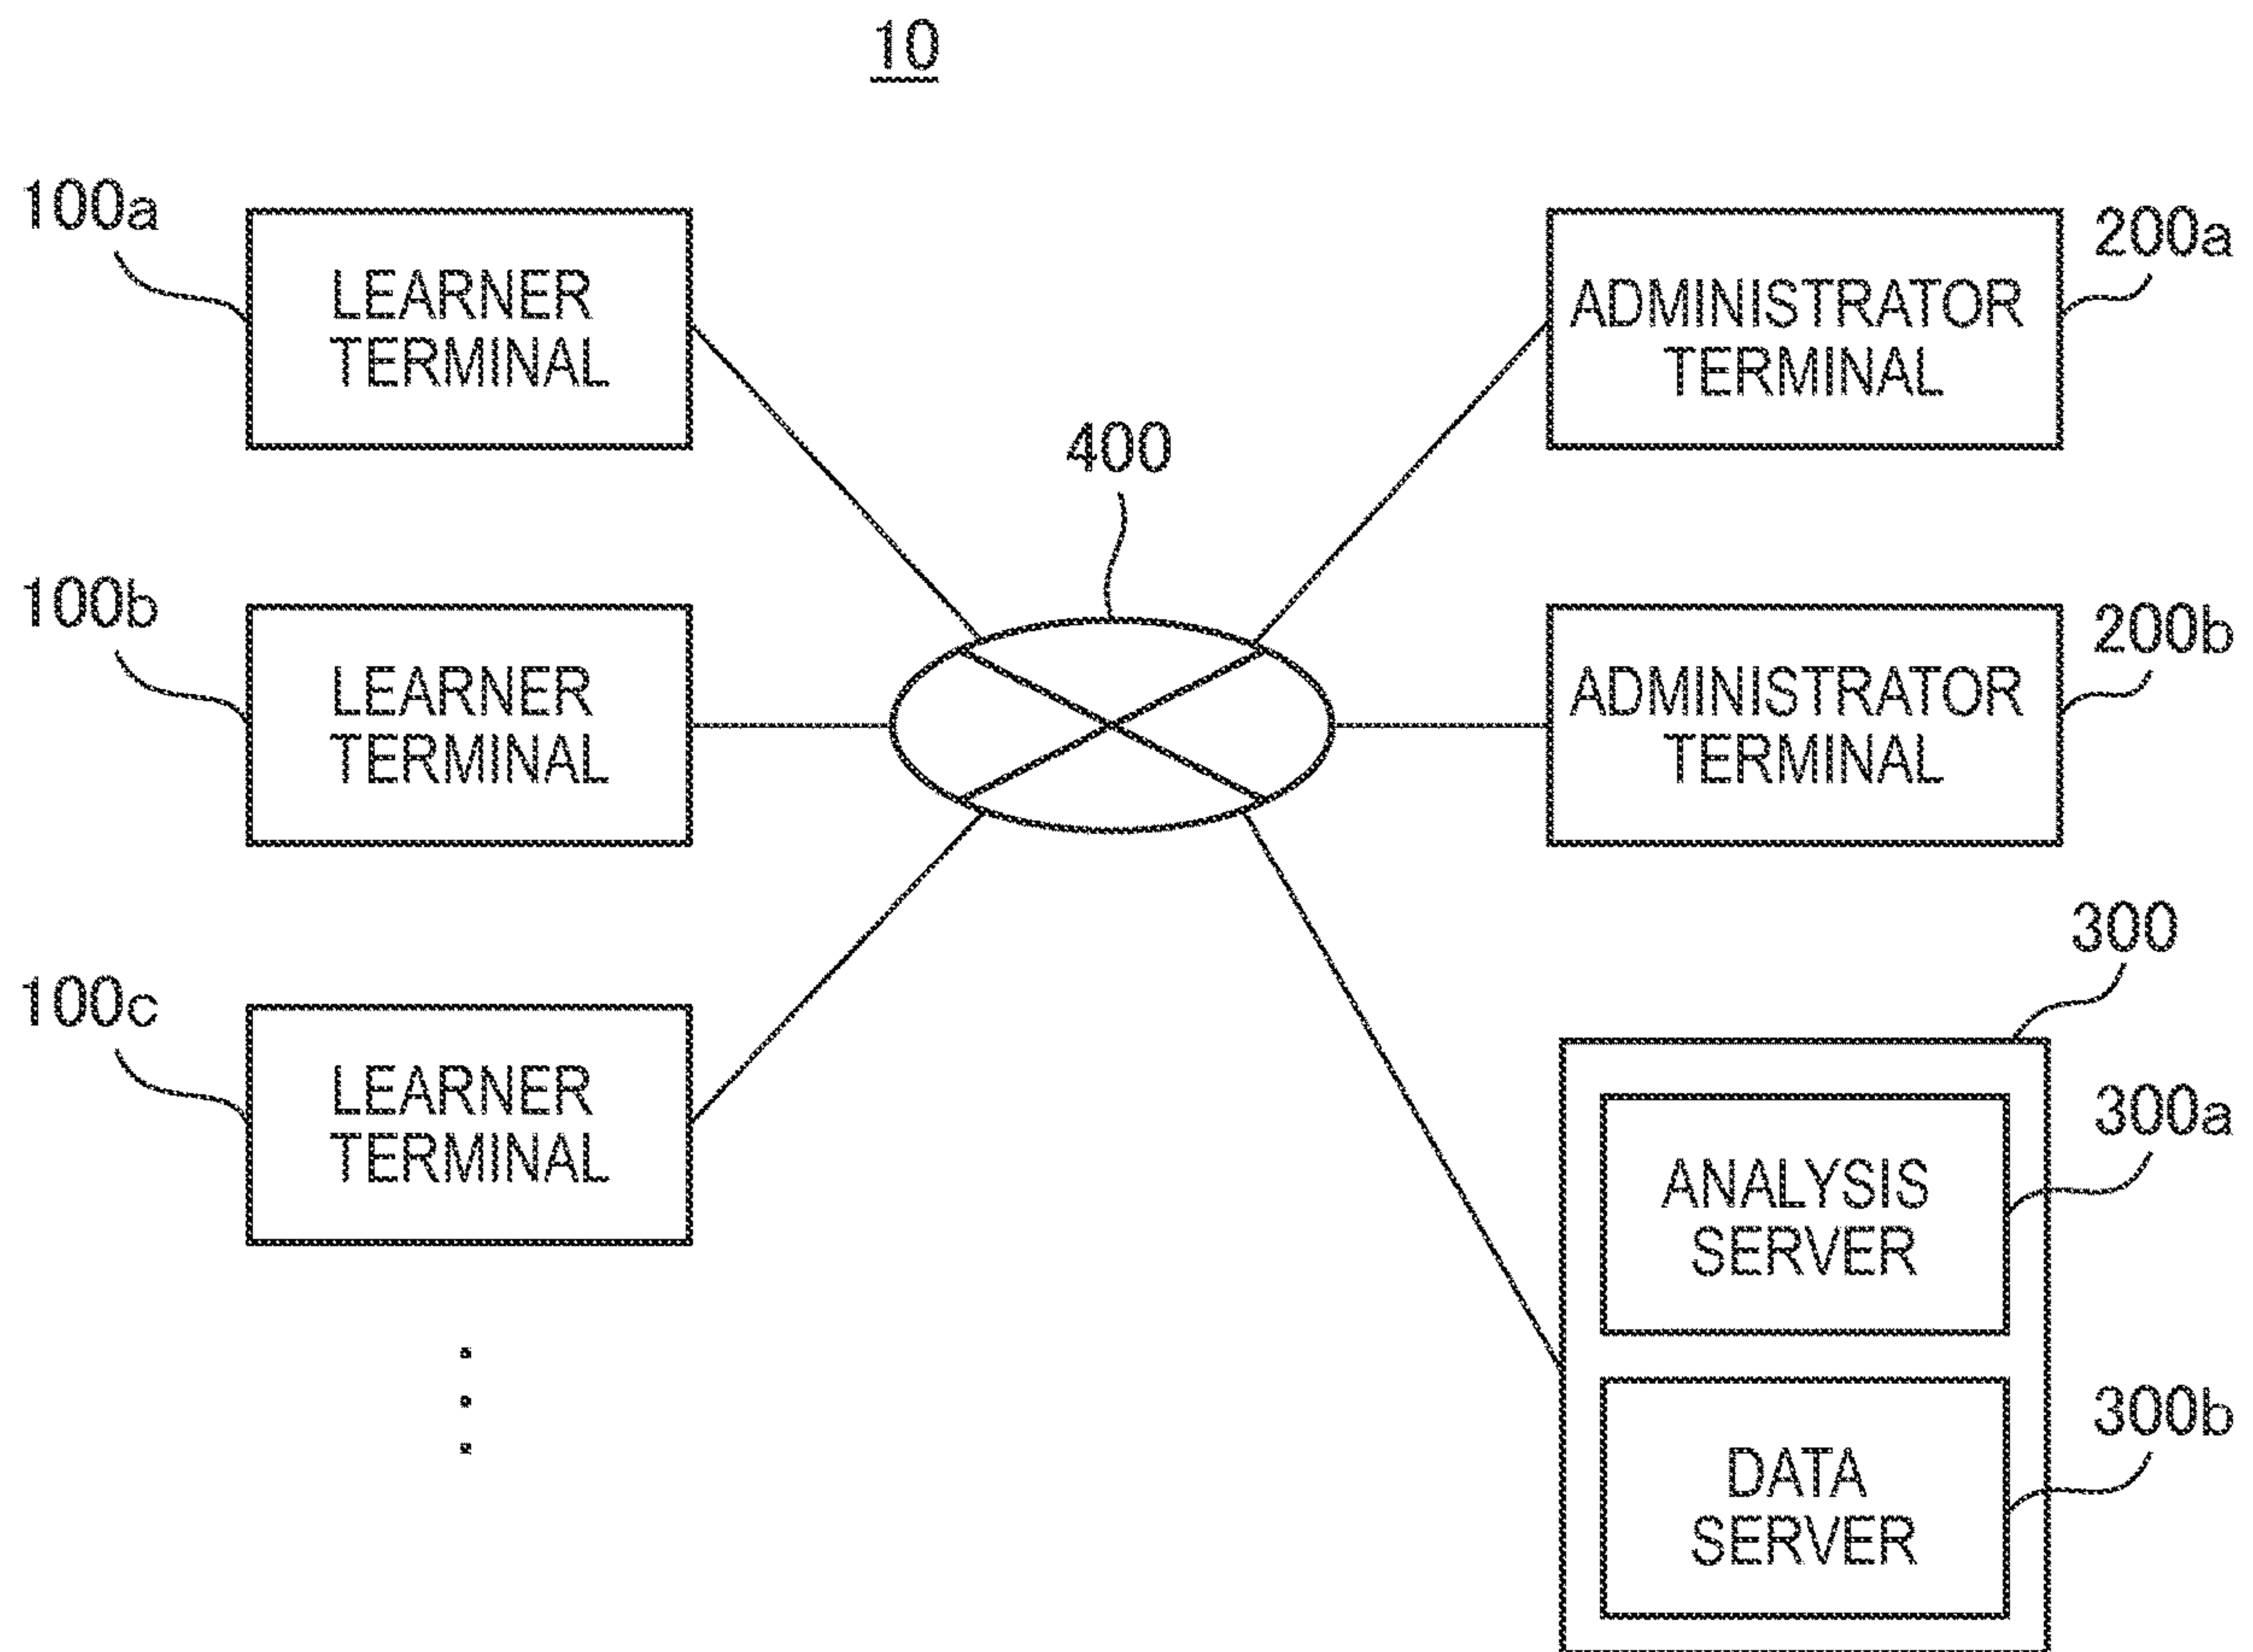 10
100a
LEARNER
TERMINAL
200a
ADMINISTRATOR
TERMINAL
400
100b
LEARNER
TERMINAL
200b
ADMINISTRATOR
TERMINAL
300
100c
LEARNER
TERMINAL
300a
ANALYSIS
SERVER
300b
DATA
SERVER